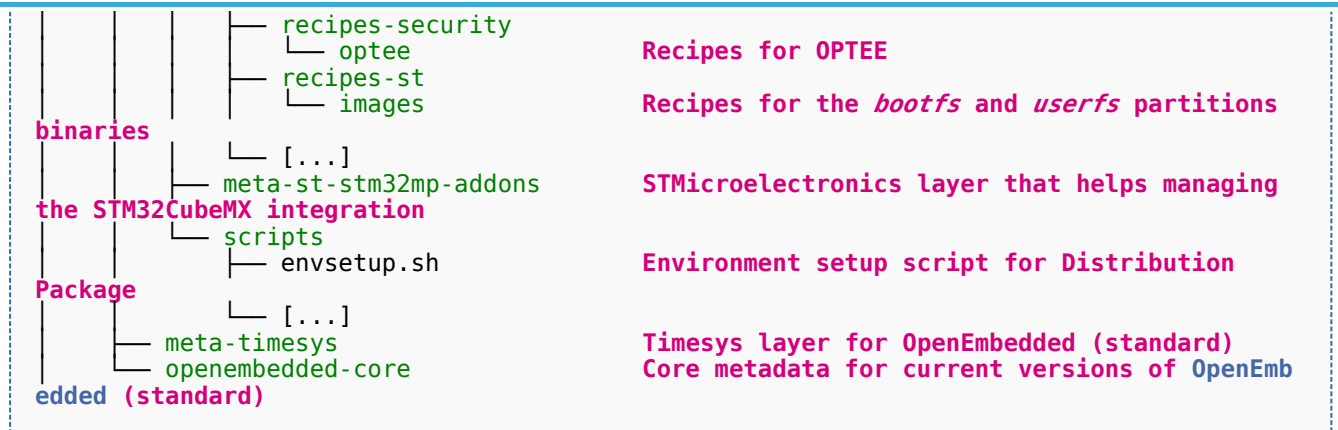 │      │    │    ├── recipes-security
│      │    │    │    └── optee                    Recipes for OPTEE
│      │    │    ├── recipes-st
│      │    │    │    └── images                   Recipes for the bootfs and userfs partitions
binaries
│      │    │    └── [...]
│      │    ├── meta-st-stm32mp-addons         STMicroelectronics layer that helps managing
the STM32CubeMX integration
│      │    └── scripts
│      │         ├── envsetup.sh                   Environment setup script for Distribution
Package
│      │         └── [...]
│      ├── meta-timesys                        Timesys layer for OpenEmbedded (standard)
│      └── openembedded-core                   Core metadata for current versions of OpenEmb
edded (standard)